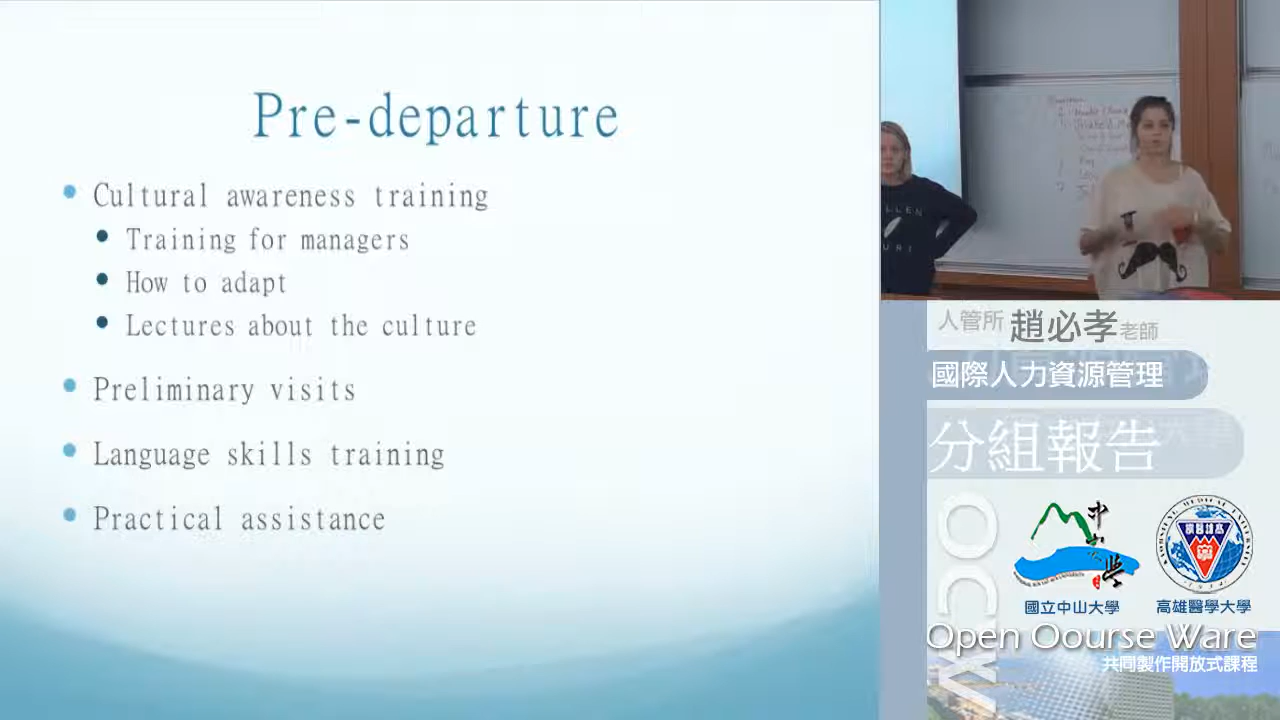 Pre-departure
Cultural awareness training
Training for managers
How to adapt
Lectures about the culture
Preliminary visits
Language skills training
Practical assistance
人管所 趙必孝老師
國際人力資源管理
分組報告
OCW
國立中山大學
高雄醫學大學
Open Oourse Ware
共同製作開放式課程